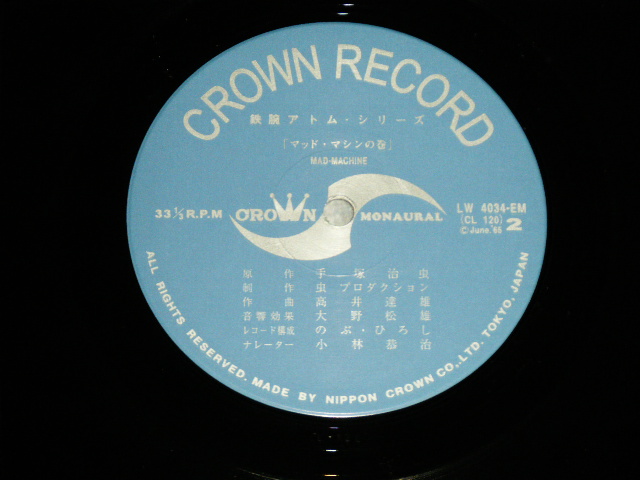 CROWN RECORD
鉄腕アトム・シリーズ
「マッド・マシンの巻」
MAD-MACHINE
33 1/3 R.P.M
CROWN
MONAURAL
LW 4034-EM
(CL 120) 2
©June.'65
原作 手塚治虫
制作 虫プロダクション
作曲 高井達雄
音響効果 大野松雄
レコード構成 のぶ・ひろし
ナレーター 小林恭治
ALL RIGHTS RESERVED. MADE BY NIPPON CROWN CO., LTD. TOKYO, JAPAN